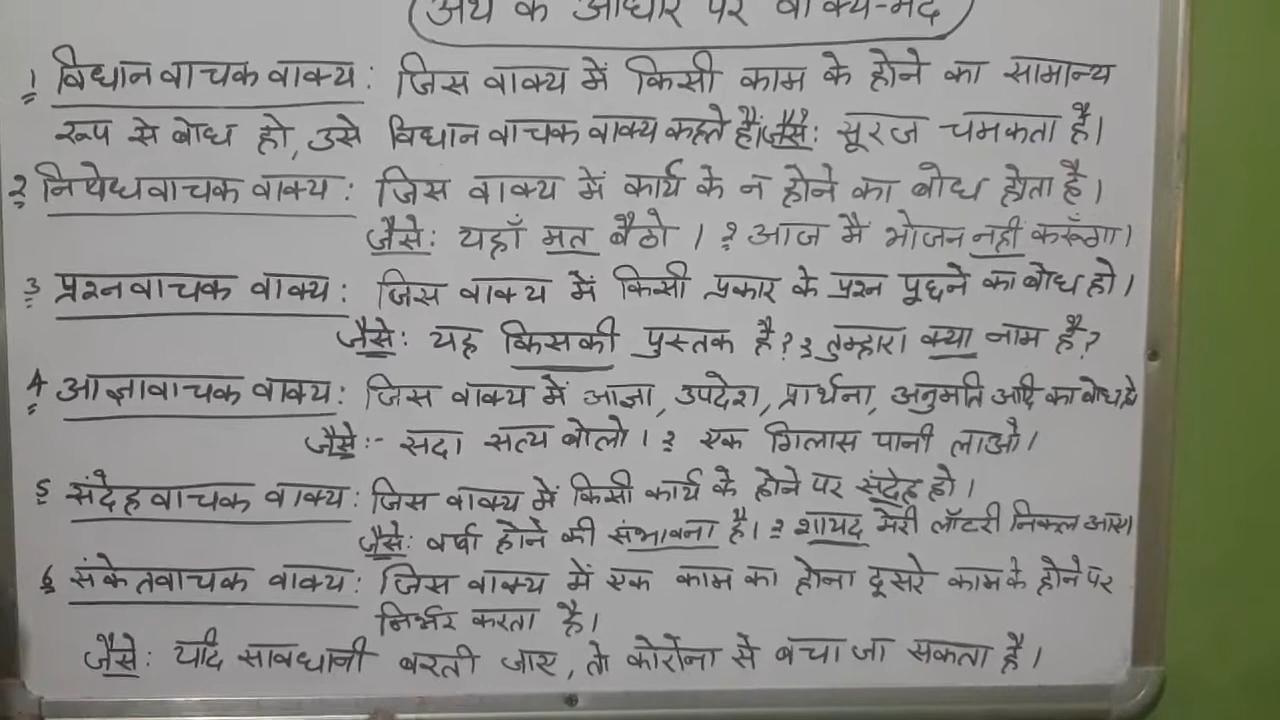 अर्थ के आधार पर वाक्य-भेद
1 विधानवाचक वाक्य: जिस वाक्य में किसी काम के होने का सामान्य
रूप से बोध हो, उसे विधानवाचक वाक्य कहते हैं। जैसे: सूरज चमकता है।
2 निषेधवाचक वाक्य: जिस वाक्य में कार्य के न होने का बोध होता है।
जैसे: यहाँ मत बैठो । 2 आज मैं भोजन नहीं करूँगा।
3 प्रश्नवाचक वाक्य: जिस वाक्य में किसी प्रकार के प्रश्न पूछने का बोध हो।
जैसे: यह किसकी पुस्तक है? 2 तुम्हारा क्या नाम है?
4 आज्ञावाचक वाक्य: जिस वाक्य में आज्ञा, उपदेश, प्रार्थना, अनुमति आदि का बोध हो
जैसे:- सदा सत्य बोलो। 2 एक गिलास पानी लाओ।
5 संदेहवाचक वाक्य: जिस वाक्य में किसी कार्य के होने पर संदेह हो।
जैसे: वर्षा होने की संभावना है। 2 शायद मेरी लॉटरी निकल आए।
6 संकेतवाचक वाक्य: जिस वाक्य में एक काम का होना दूसरे काम के होने पर
निर्भर करता है।
जैसे: यदि सावधानी बरती जाए, तो कोरोना से बचा जा सकता है।